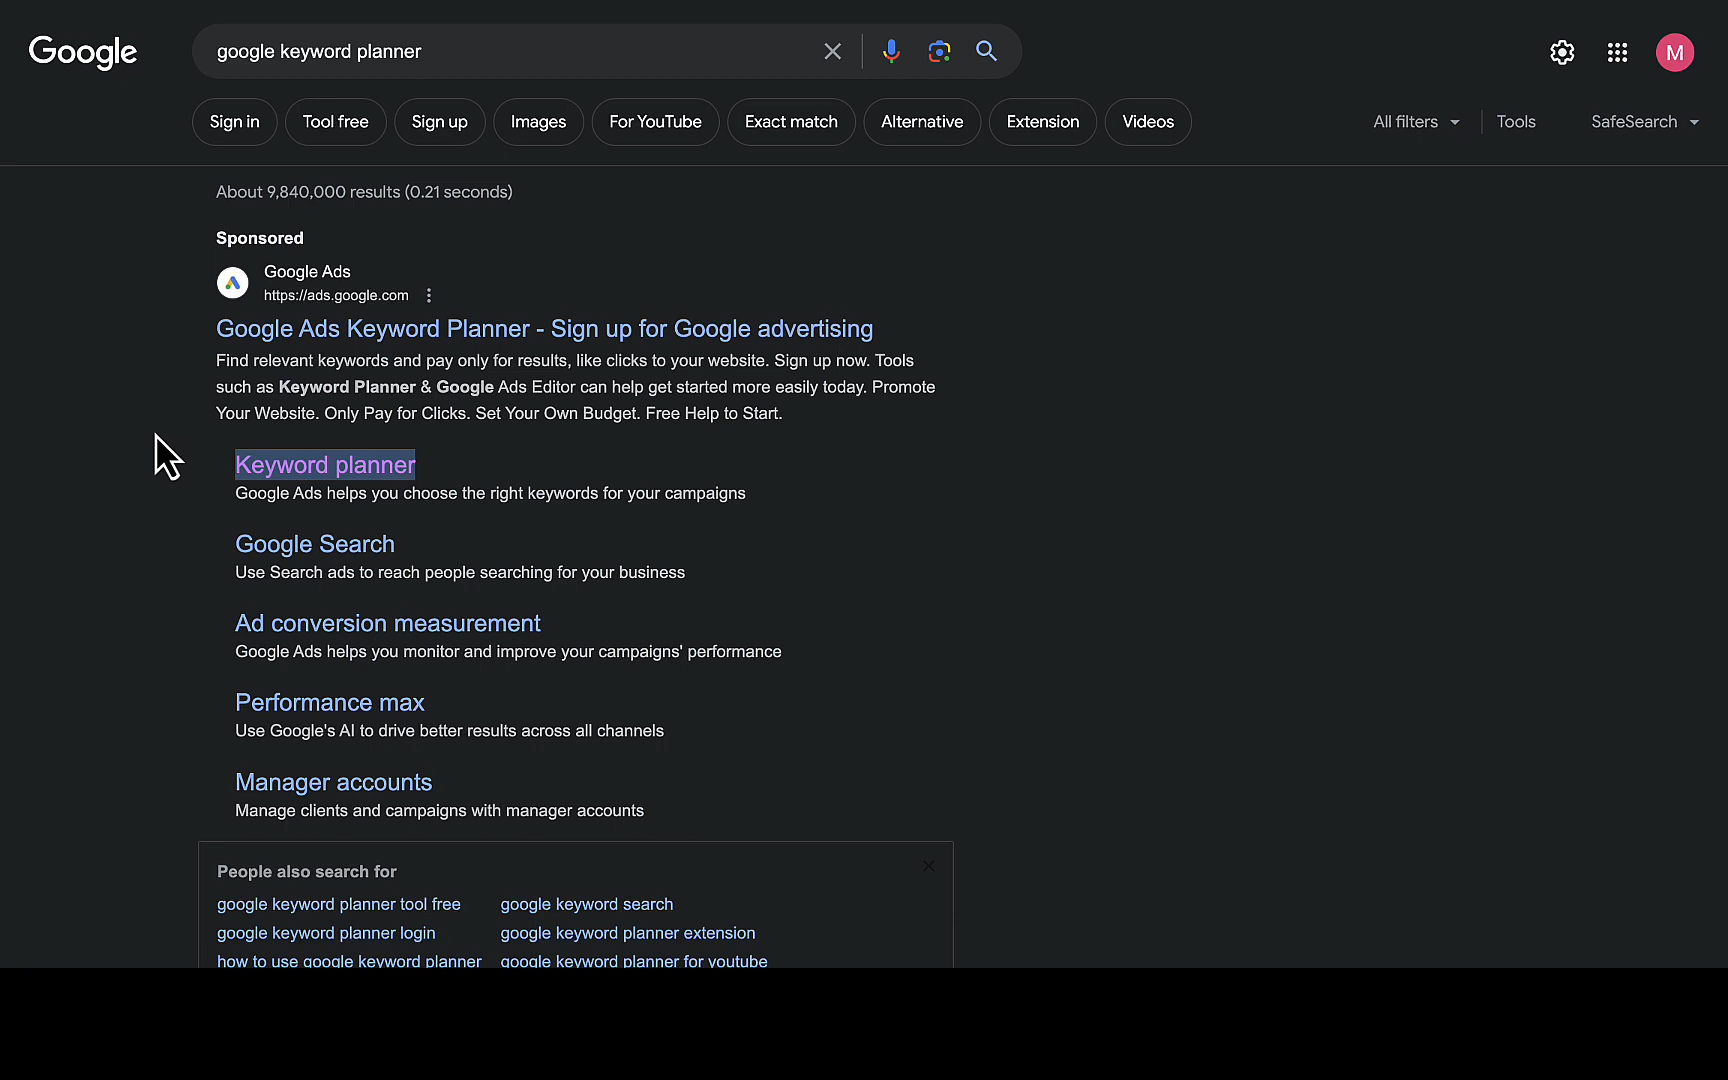 Google
google keyword planner
M
Sign in
Tool free
Sign up
Images
For YouTube
Exact match
Alternative
Extension
Videos
All filters
Tools
SafeSearch
About 9,840,000 results (0.21 seconds)
Sponsored
Google Ads
https://ads.google.com
Google Ads Keyword Planner - Sign up for Google advertising
Find relevant keywords and pay only for results, like clicks to your website. Sign up now. Tools
such as Keyword Planner & Google Ads Editor can help get started more easily today. Promote
Your Website. Only Pay for Clicks. Set Your Own Budget. Free Help to Start.
Keyword planner
Google Ads helps you choose the right keywords for your campaigns
Google Search
Use Search ads to reach people searching for your business
Ad conversion measurement
Google Ads helps you monitor and improve your campaigns' performance
Performance max
Use Google's AI to drive better results across all channels
Manager accounts
Manage clients and campaigns with manager accounts
People also search for
google keyword planner tool free
google keyword search
google keyword planner login
google keyword planner extension
how to use google keyword planner
google keyword planner for youtube